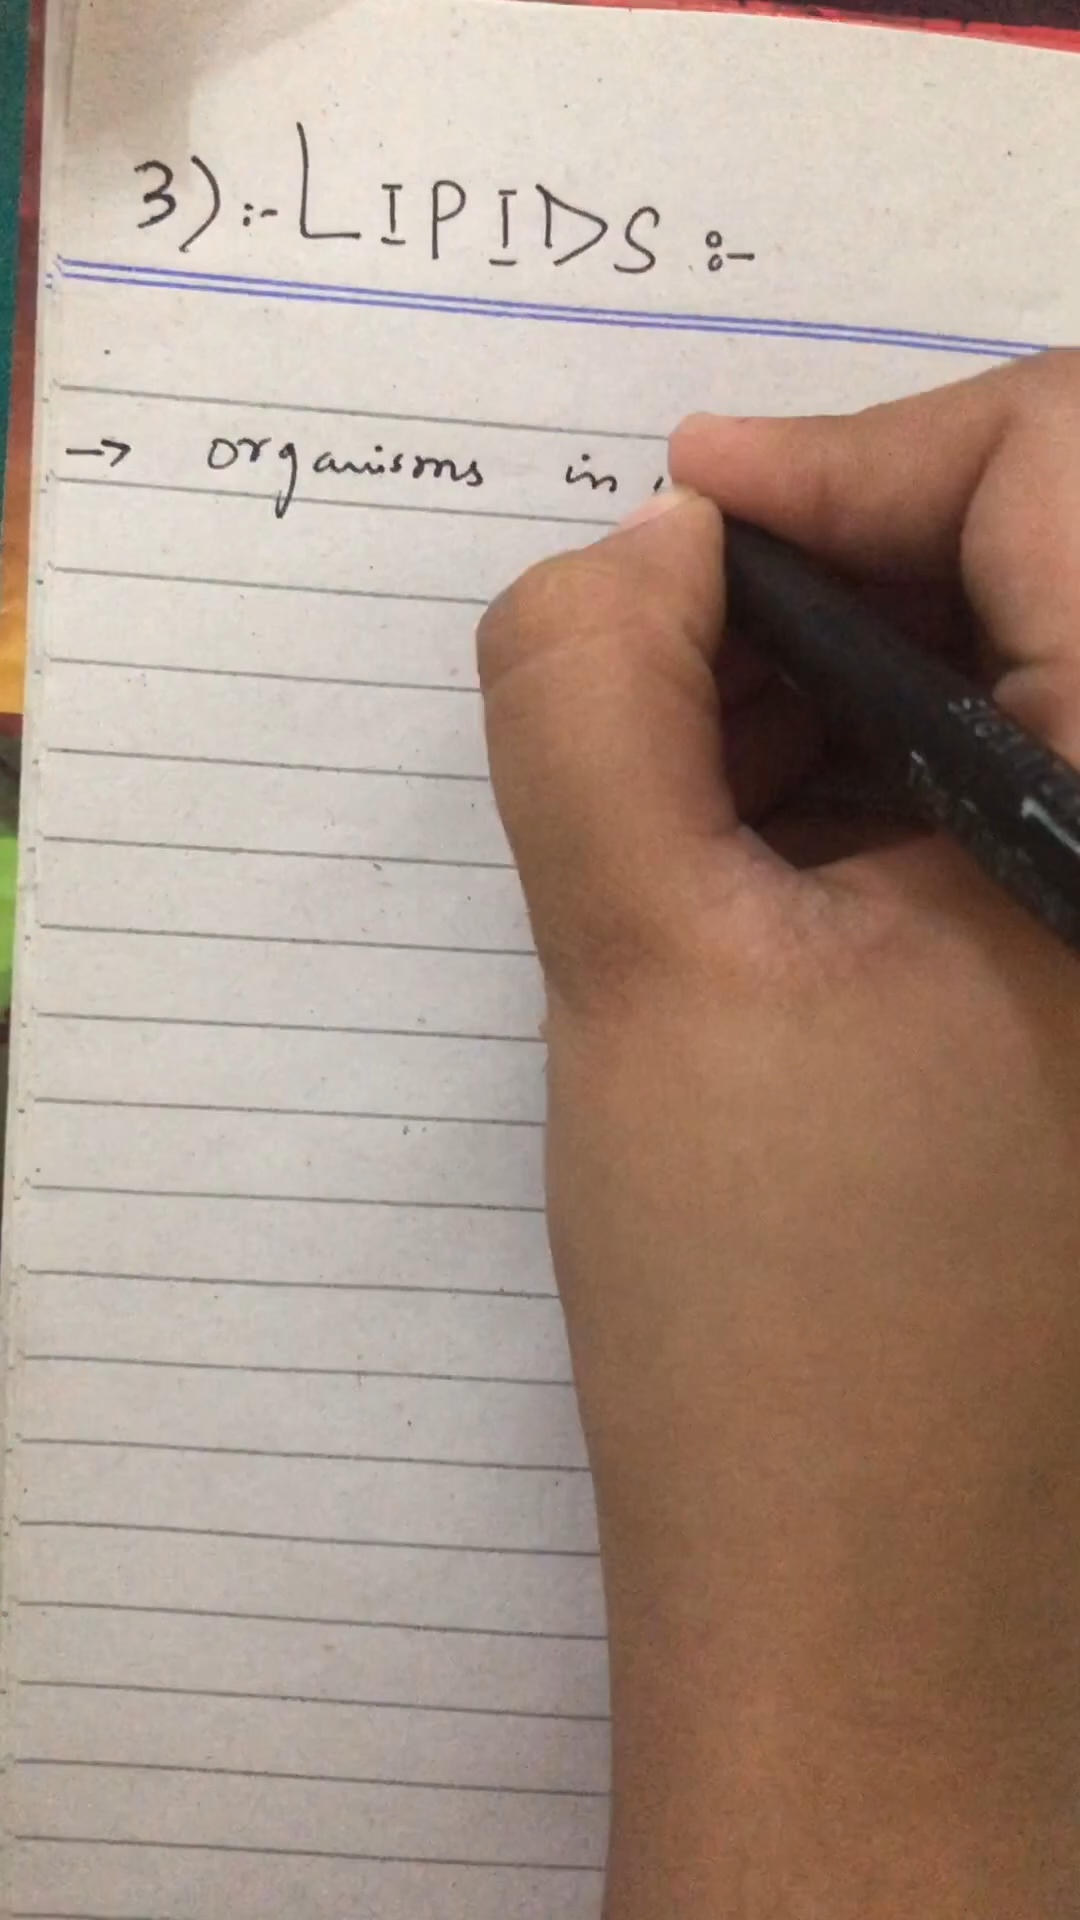 3) :- LIPIDS :-
→ organisms in